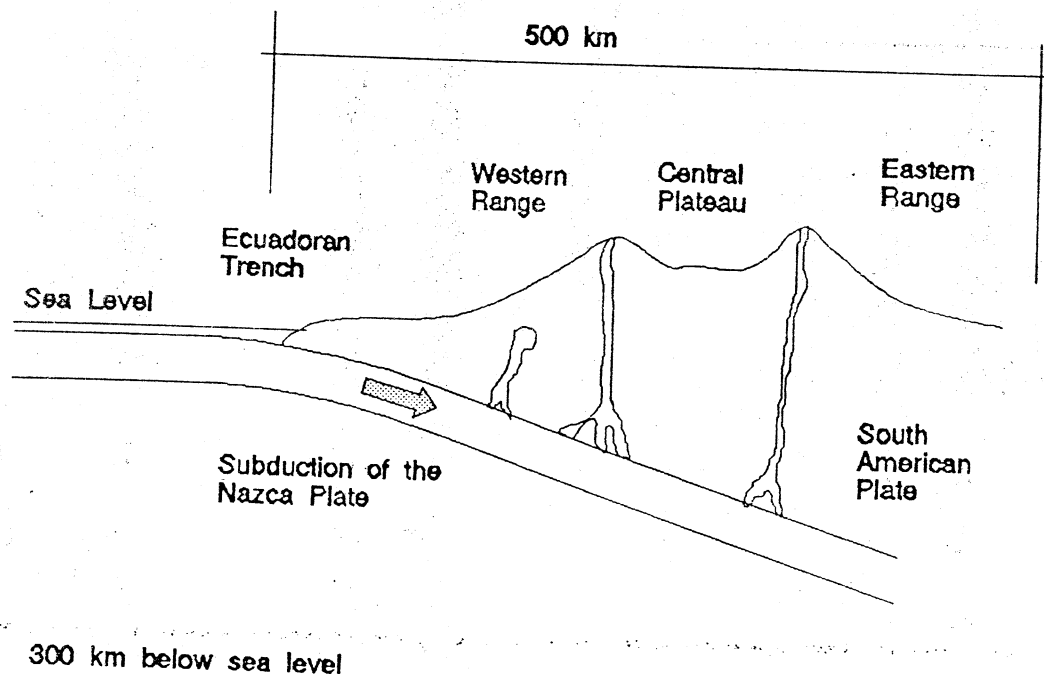 500 km
Western
Range
Central
Plateau
Eastern
Range
Ecuadoran
Trench
Sea Level
Subduction of the
Nazca Plate
South
American
Plate
300 km below sea level